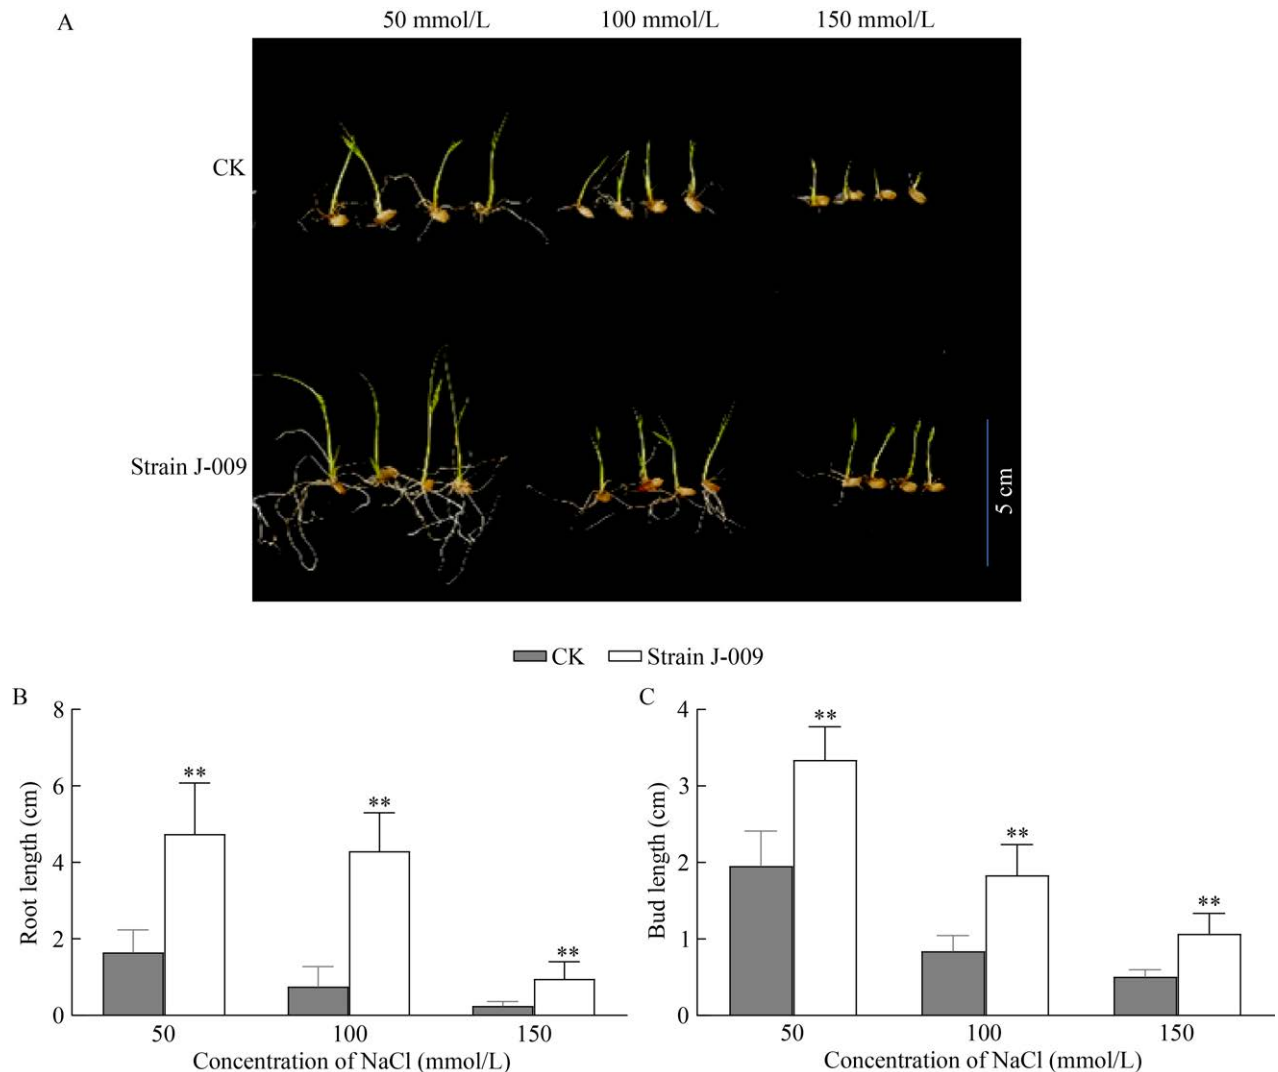 A
50 mmol/L 100 mmol/L 150 mmol/L
CK
Strain J-009
5 cm
CK Strain J-009
B
8
6
4
2
0
Root length (cm)
** ** **
50 100 150
Concentration of NaCl (mmol/L)
C
4
3
2
1
0
Bud length (cm)
** ** **
50 100 150
Concentration of NaCl (mmol/L)